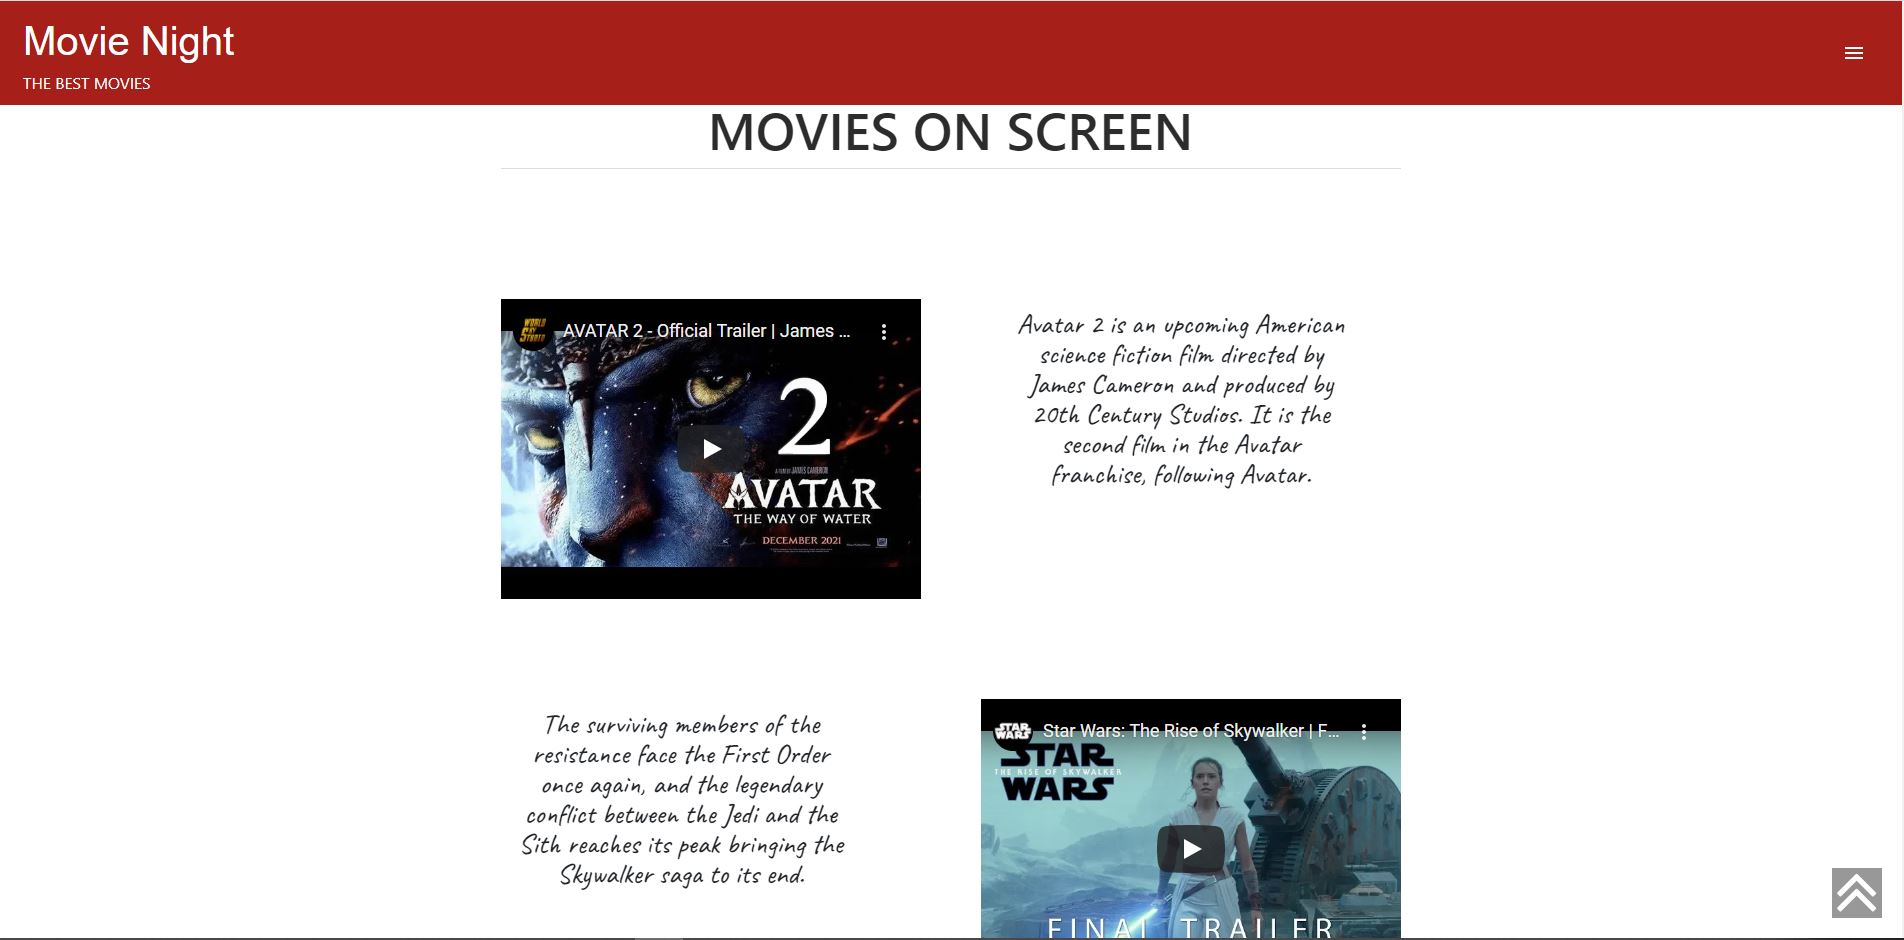 Movie Night
THE BEST MOVIES
MOVIES ON SCREEN
WORLD
STUDIO
AVATAR 2 - Official Trailer | James ...
2
A FILM BY JAMES CAMERON
AVATAR
THE WAY OF WATER
DECEMBER 2021
Avatar 2 is an upcoming American
science fiction film directed by
James Cameron and produced by
20th Century Studios. It is the
second film in the Avatar
franchise, following Avatar.
The surviving members of the
resistance face the First Order
once again, and the legendary
conflict between the Jedi and the
Sith reaches its peak bringing the
Skywalker saga to its end.
STAR
WARS
Star Wars: The Rise of Skywalker | F...
STAR
THE RISE OF SKYWALKER
WARS
FINAL TRAILER